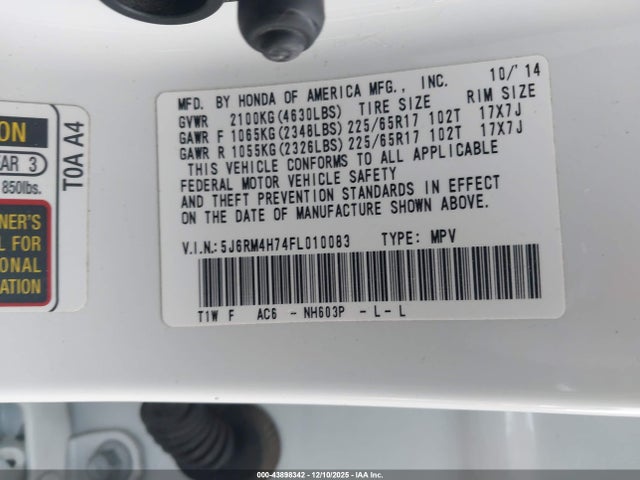 MFD. BY HONDA OF AMERICA MFG., INC. 10/'14
GVWR 2100KG(4630LBS) TIRE SIZE RIM SIZE
GAWR F 1065KG(2348LBS) 225/65R17 102T 17X7J
GAWR R 1055KG(2326LBS) 225/65R17 102T 17X7J
THIS VEHICLE CONFORMS TO ALL APPLICABLE
FEDERAL MOTOR VEHICLE SAFETY
AND THEFT PREVENTION STANDARDS IN EFFECT
ON THE DATE OF MANUFACTURE SHOWN ABOVE.
V.I.N.: 5J6RM4H74FL010083 TYPE: MPV
T1W F AC6 - NH603P - L - L
ON
AR 3
850lbs.
NER'S
L FOR
ONAL
ATION
T0A A4
00-43898342 - 12/10/2025 - IAA Inc.